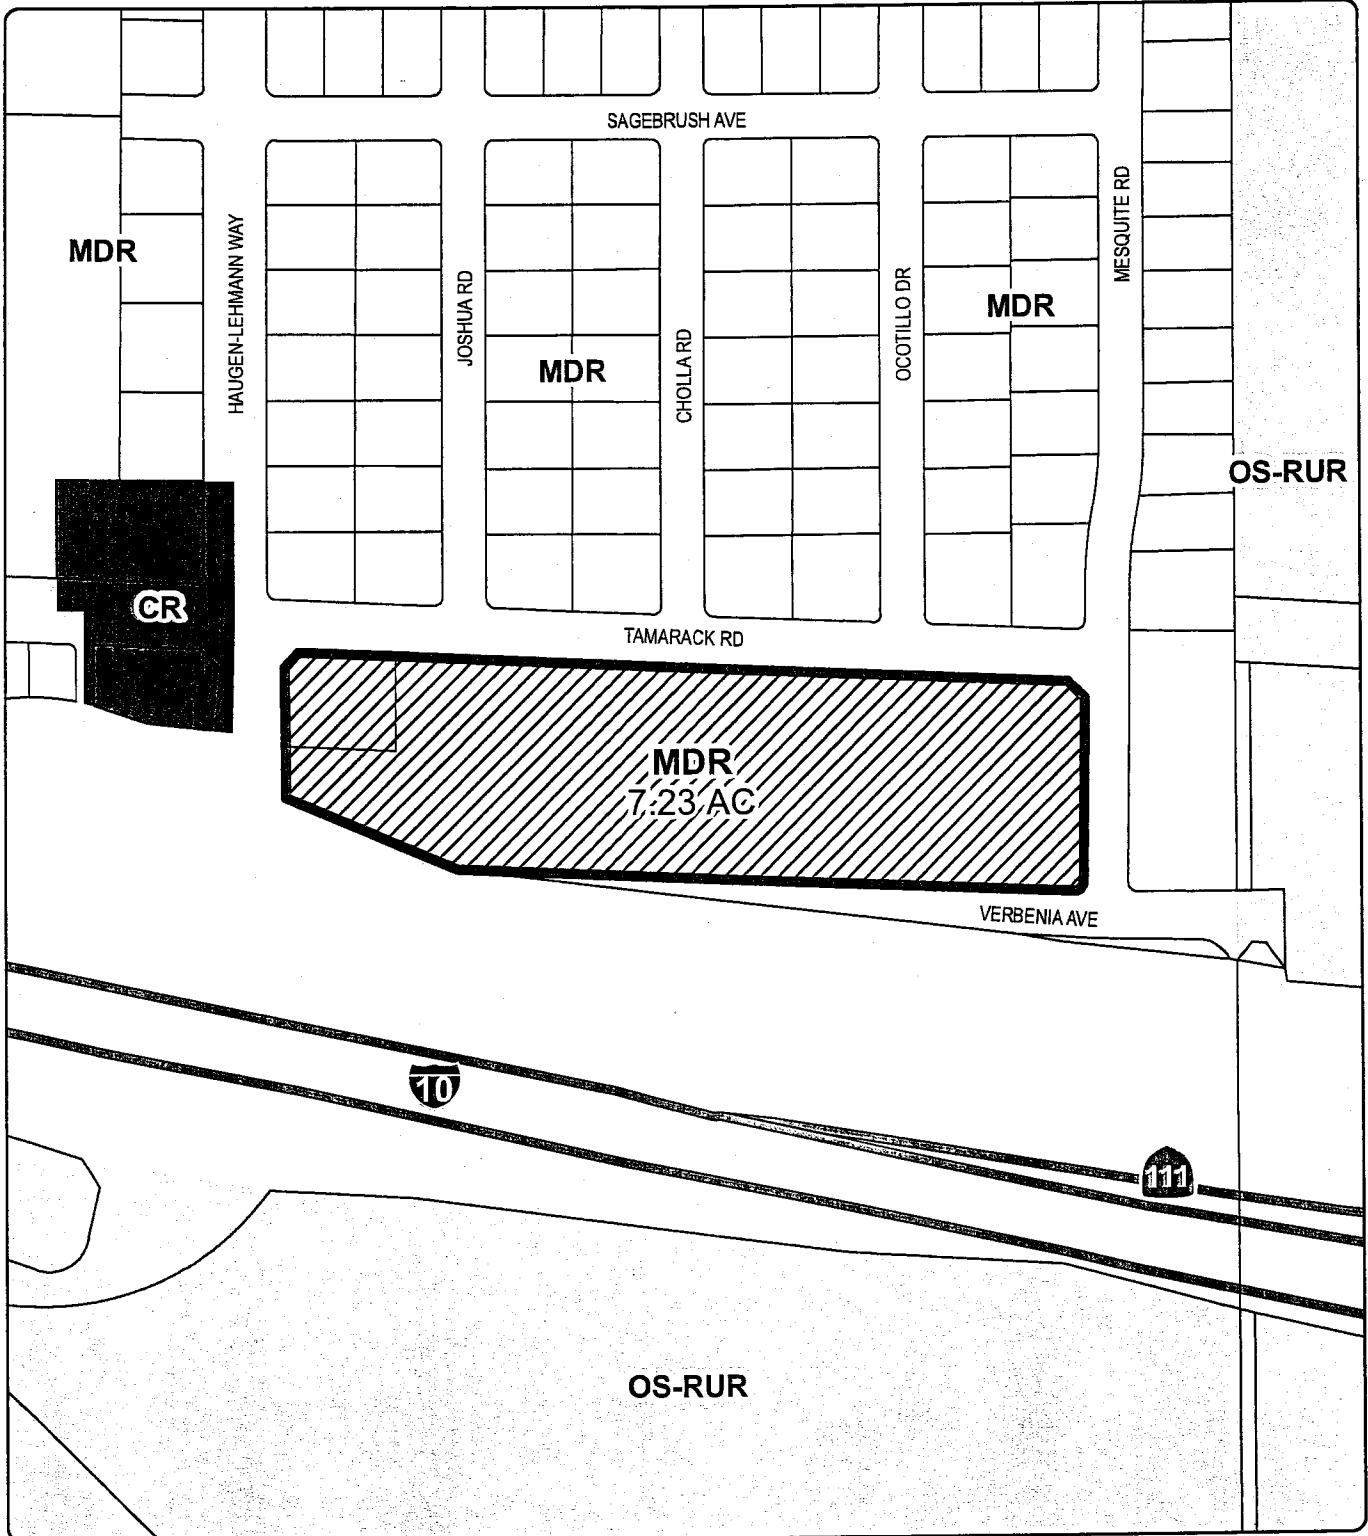 SAGEBRUSH AVE
MESQUITE RD
HAUGEN-LEHMANN WAY
MDR
JOSHUA RD
OCOTILLO DR
MDR
CHOLLA RD
MDR
OS-RUR
CR
TAMARACK RD
MDR
7.23 AC
VERBENIA AVE
10
111
OS-RUR